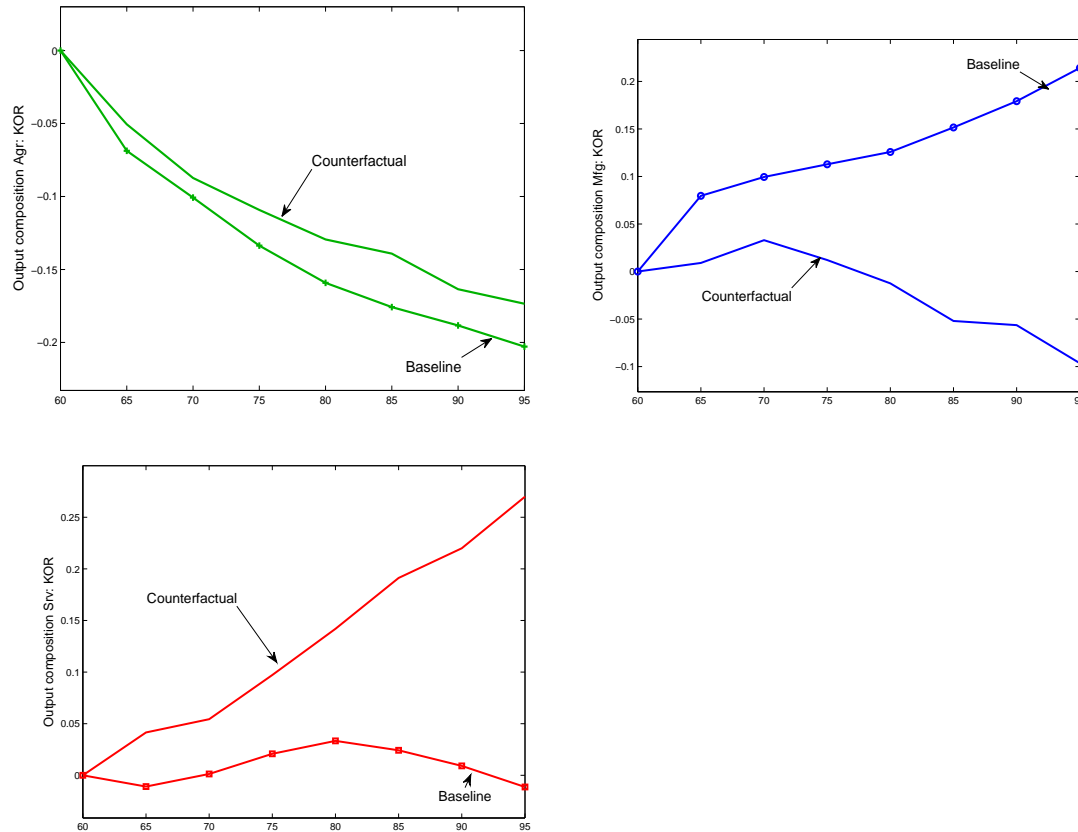 Output composition Agr: KOR
0
−0.05
−0.1
−0.15
−0.2
Counterfactual
Baseline
60 65 70 75 80 85 90 95
Output composition Mfg: KOR
0.2
0.15
0.1
0.05
0
−0.05
−0.1
Baseline
Counterfactual
60 65 70 75 80 85 90 95
Output composition Srv: KOR
0.25
0.2
0.15
0.1
0.05
0
Counterfactual
Baseline
60 65 70 75 80 85 90 95